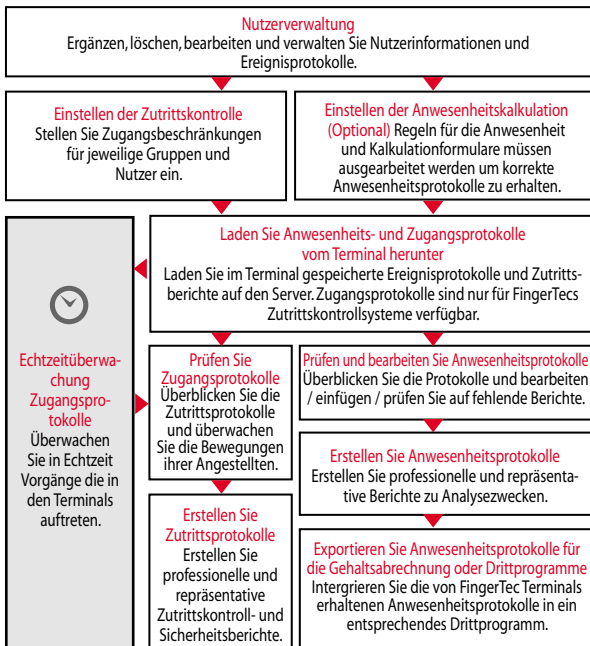 Nutzerverwaltung
Ergänzen, löschen, bearbeiten und verwalten Sie Nutzerinformationen und
Ereignisprotokolle.
Einstellen der Zutrittskontrolle
Stellen Sie Zugangsbeschränkungen
für jeweilige Gruppen und
Nutzer ein.
Einstellen der Anwesenheitskalkulation
(Optional) Regeln für die Anwesenheit
und Kalkulationformulare müssen
ausgearbeitet werden um korrekte
Anwesenheitsprotokolle zu erhalten.
Laden Sie Anwesenheits- und Zugangsprotokolle
vom Terminal herunter
Laden Sie im Terminal gespeicherte Ereignisprotokolle und Zutritts-
berichte auf den Server. Zugangsprotokolle sind nur für FingerTecs
Zutrittskontrollsysteme verfügbar.
Echtzeitüberwa-
chung
Zugangspro-
tokolle
Überwachen
Sie in Echtzeit
Vorgänge die in
den Terminals
auftreten.
Prüfen Sie
Zugangsprotokolle
Überblicken Sie die
Zutrittsprotokolle
und überwachen
Sie die Bewegungen
ihrer Angestellten.
Erstellen Sie
Zutrittsprotokolle
Erstellen Sie
professionelle und
repräsentative
Zutrittskontroll- und
Sicherheitsberichte.
Prüfen und bearbeiten Sie Anwesenheitsprotokolle
Überblicken Sie die Protokolle und bearbeiten
/ einfügen / prüfen Sie auf fehlende Berichte.
Erstellen Sie Anwesenheitsprotokolle
Erstellen Sie professionelle und repräsenta-
tive Berichte zu Analysezwecken.
Exportieren Sie Anwesenheitsprotokolle für
die Gehaltsabrechnung oder Drittprogramme
Intergrieren Sie die von FingerTec Terminals
erhaltenen Anwesenheitsprotokolle in ein
entsprechendes Drittprogramm.